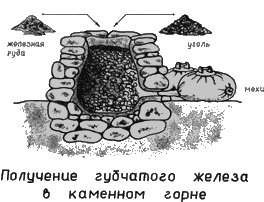 железная
руда
уголь
мехи
Получение губчатого железа
в каменном горне